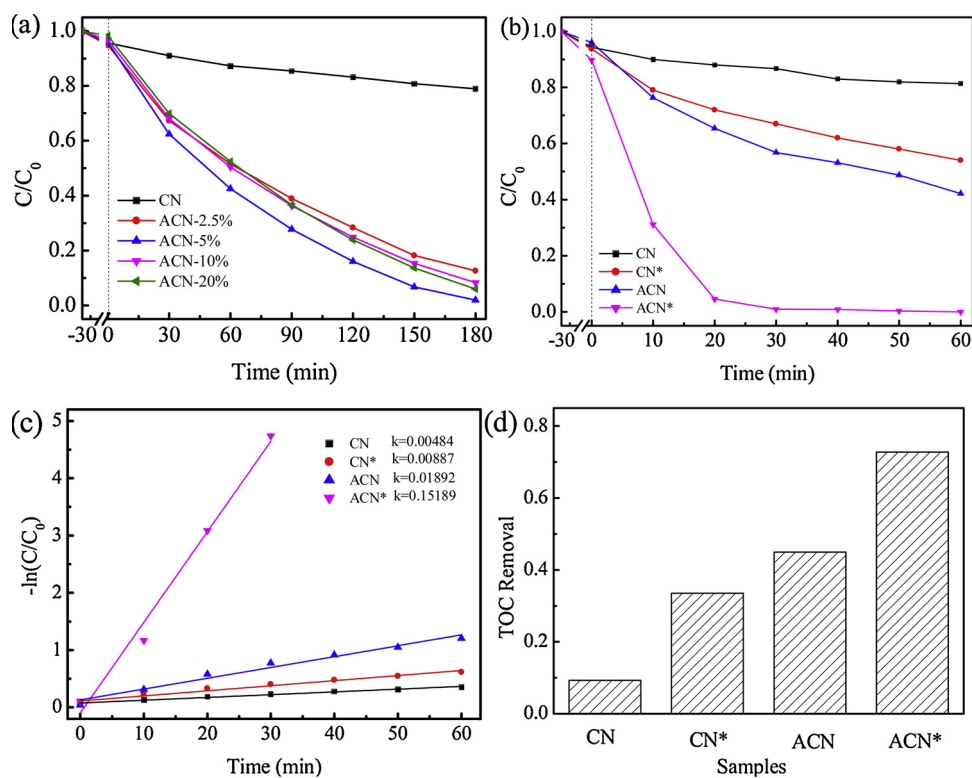 (a)
C/C0
1.0
0.8
0.6
0.4
0.2
0.0
CN
ACN-2.5%
ACN-5%
ACN-10%
ACN-20%
-30 0 30 60 90 120 150 180
Time (min)
(b)
C/C0
1.0
0.8
0.6
0.4
0.2
0.0
CN
CN*
ACN
ACN*
-30 0 10 20 30 40 50 60
Time (min)
(c)
-ln(C/C0)
5
4
3
2
1
0
CN k=0.00484
CN* k=0.00887
ACN k=0.01892
ACN* k=0.15189
0 10 20 30 40 50 60
Time (min)
(d)
TOC Removal
0.8
0.6
0.4
0.2
0.0
CN CN* ACN ACN*
Samples